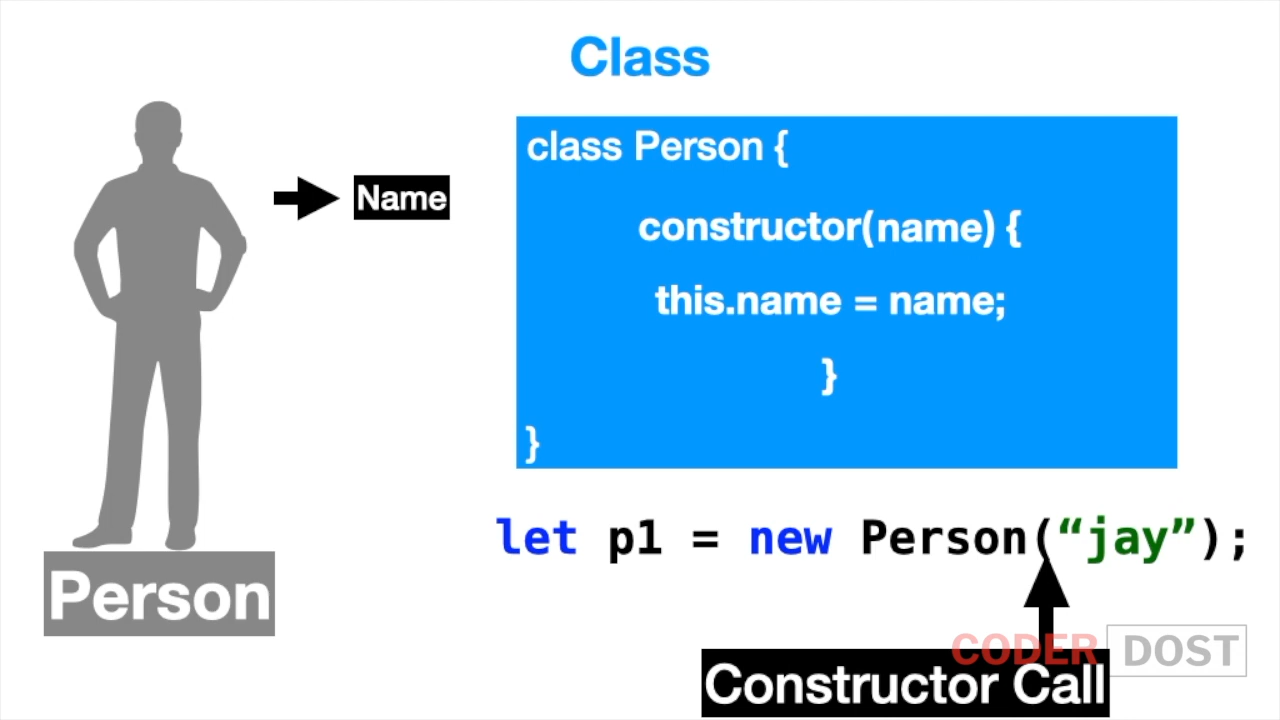 Class
class Person {
Name
constructor(name) {
this.name = name;
}
}
let p1 = new Person(“jay”);
Person
CODER DOST
Constructor Call